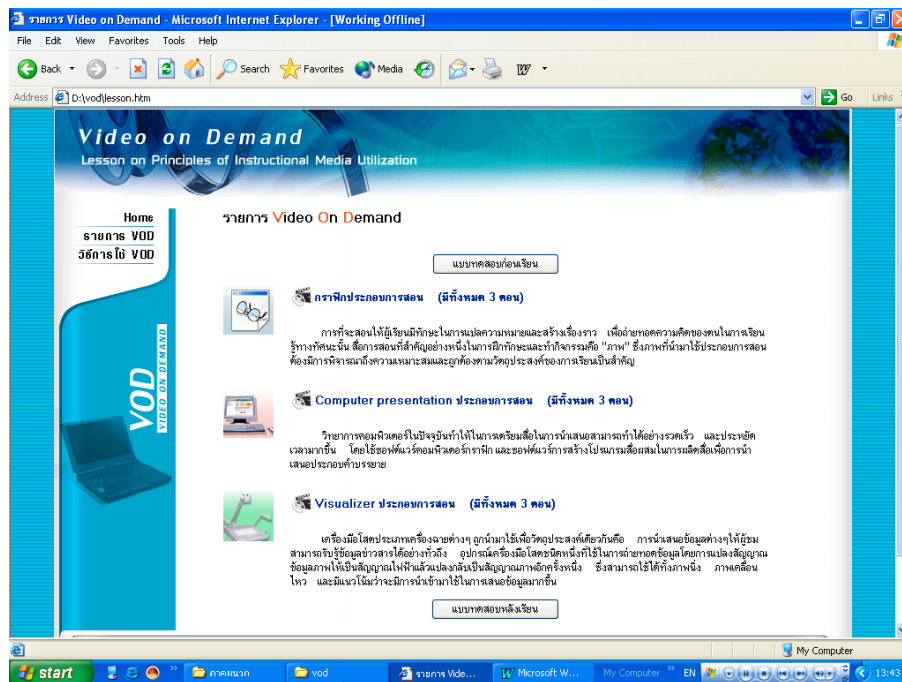 รายการ Video on Demand - Microsoft Internet Explorer - [Working Offline]
File Edit View Favorites Tools Help
Back Search Favorites Media
Address D:\vod\lesson.htm Go Links
Video on Demand
Lesson on Principles of Instructional Media Utilization
Home
รายการ VOD
วิธีการใช้ VOD
VOD
VIDEO ON DEMAND
รายการ Video On Demand
แบบทดสอบก่อนเรียน
กราฟิกประกอบการสอน (มีทั้งหมด 3 ตอน)
การที่จะสอนให้ผู้เรียนมีทักษะในการแปลความหมายและสร้างเรื่องราว เพื่อถ่ายทอดความคิดของตนในการเรียน
รู้ทางทัศนะนั้น สื่อการสอนที่สำคัญอย่างหนึ่งในการฝึกทักษะและทำกิจกรรมคือ "ภาพ" ซึ่งภาพที่นำมาใช้ประกอบการสอน
ต้องมีการพิจารณาถึงความเหมาะสมและถูกต้องตามวัตถุประสงค์ของการเรียนเป็นสำคัญ
Computer presentation ประกอบการสอน (มีทั้งหมด 3 ตอน)
วิทยาการคอมพิวเตอร์ในปัจจุบันทำให้ในการเตรียมสื่อในการนำเสนอสามารถทำได้อย่างรวดเร็ว และประหยัด
เวลามากขึ้น โดยใช้ซอฟต์แวร์คอมพิวเตอร์กราฟิก และซอฟต์แวร์การสร้างโปรแกรมสื่อผสมในการผลิตสื่อเพื่อการนำ
เสนอประกอบคำบรรยาย
Visualizer ประกอบการสอน (มีทั้งหมด 3 ตอน)
เครื่องมือโสตประเภทเครื่องฉายต่างๆ ถูกนำมาใช้เพื่อวัตถุประสงค์เดียวกันคือ การนำเสนอข้อมูลต่างๆให้ผู้ชม
สามารถรับรู้ข้อมูลข่าวสารได้อย่างทั่วถึง อุปกรณ์เครื่องมือโสตชนิดหนึ่งที่ใช้ในการถ่ายทอดข้อมูลโดยการแปลงสัญญาณ
ข้อมูลภาพให้เป็นสัญญาณไฟฟ้าแล้วแปลงกลับเป็นสัญญาณภาพอีกครั้งหนึ่ง ซึ่งสามารถใช้ได้ทั้งภาพนิ่ง ภาพเคลื่อน
ไหว และมีแนวโน้มว่าจะมีการนำเข้ามาใช้ในการเสนอข้อมูลมากขึ้น
แบบทดสอบหลังเรียน
My Computer
start ภาคผนวก vod รายการ Vide... Microsoft W... My Computer EN 13:43